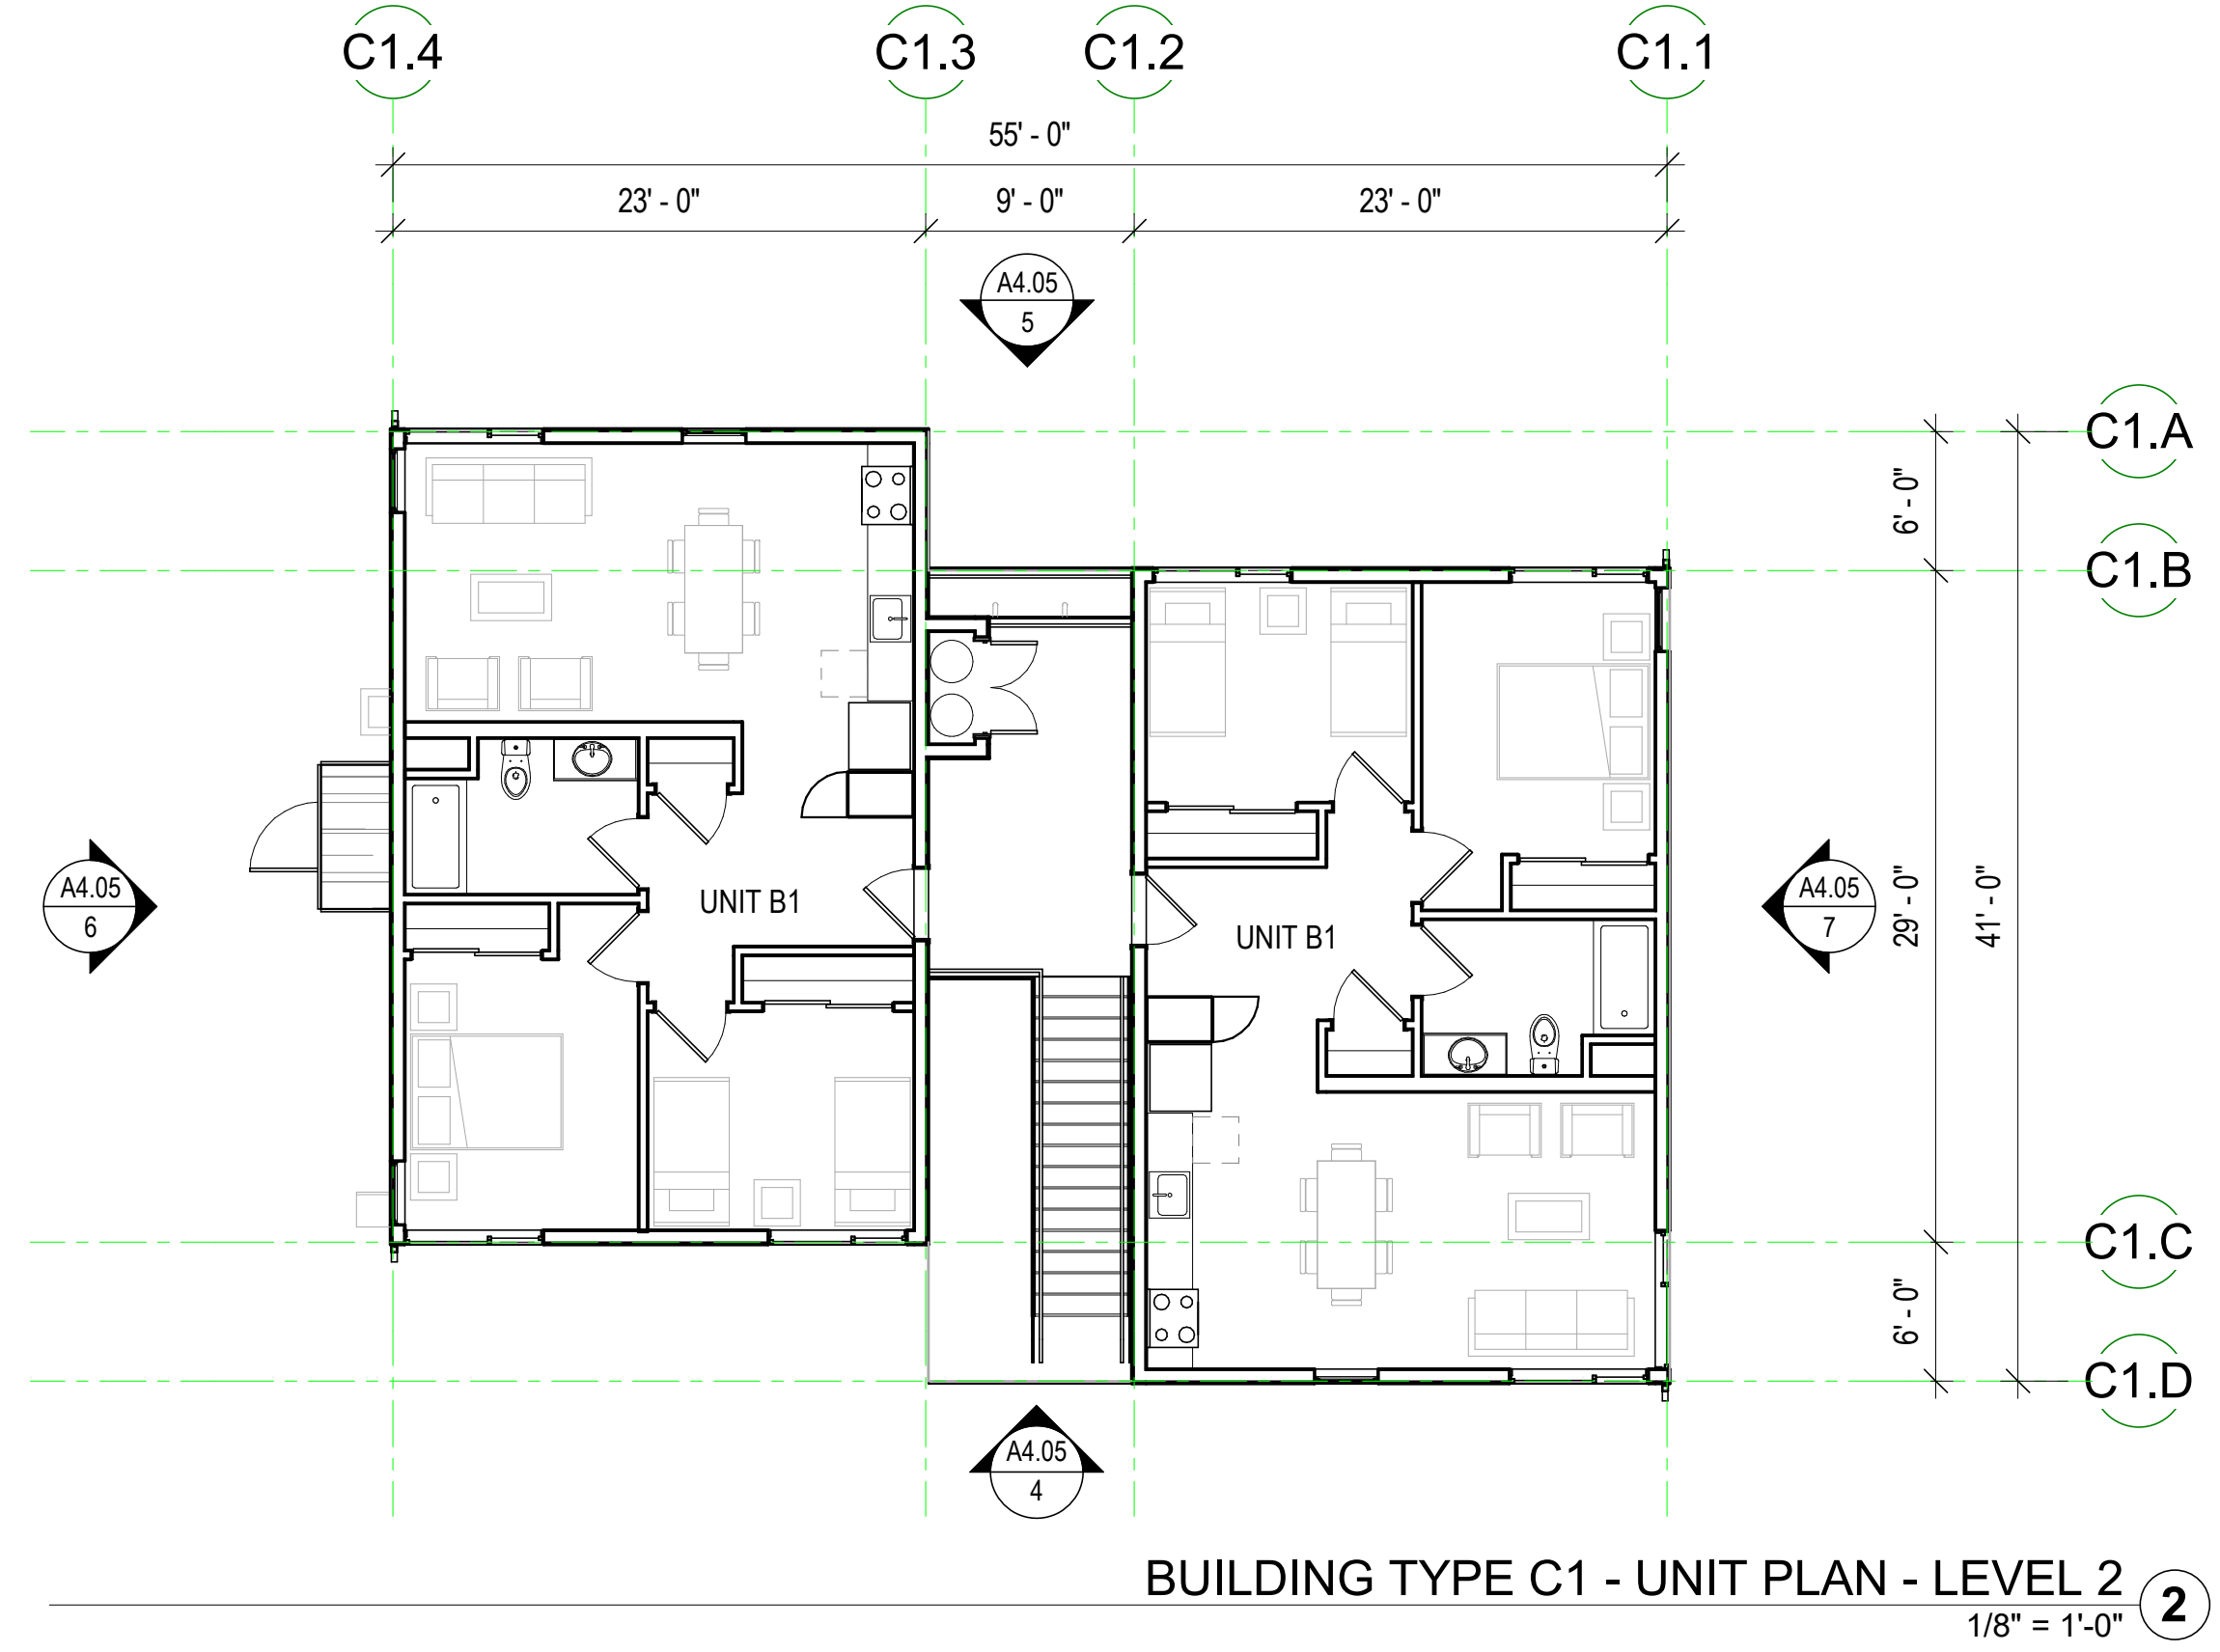 C1.4 C1.3 C1.2 C1.1
55' - 0"
23' - 0" 9' - 0" 23' - 0"
A4.05
5
C1.A
6' - 0"
C1.B
A4.05
6
UNIT B1
UNIT B1
A4.05
7
29' - 0"
41' - 0"
C1.C
6' - 0"
C1.D
A4.05
4
BUILDING TYPE C1 - UNIT PLAN - LEVEL 2
2
1/8" = 1'-0"